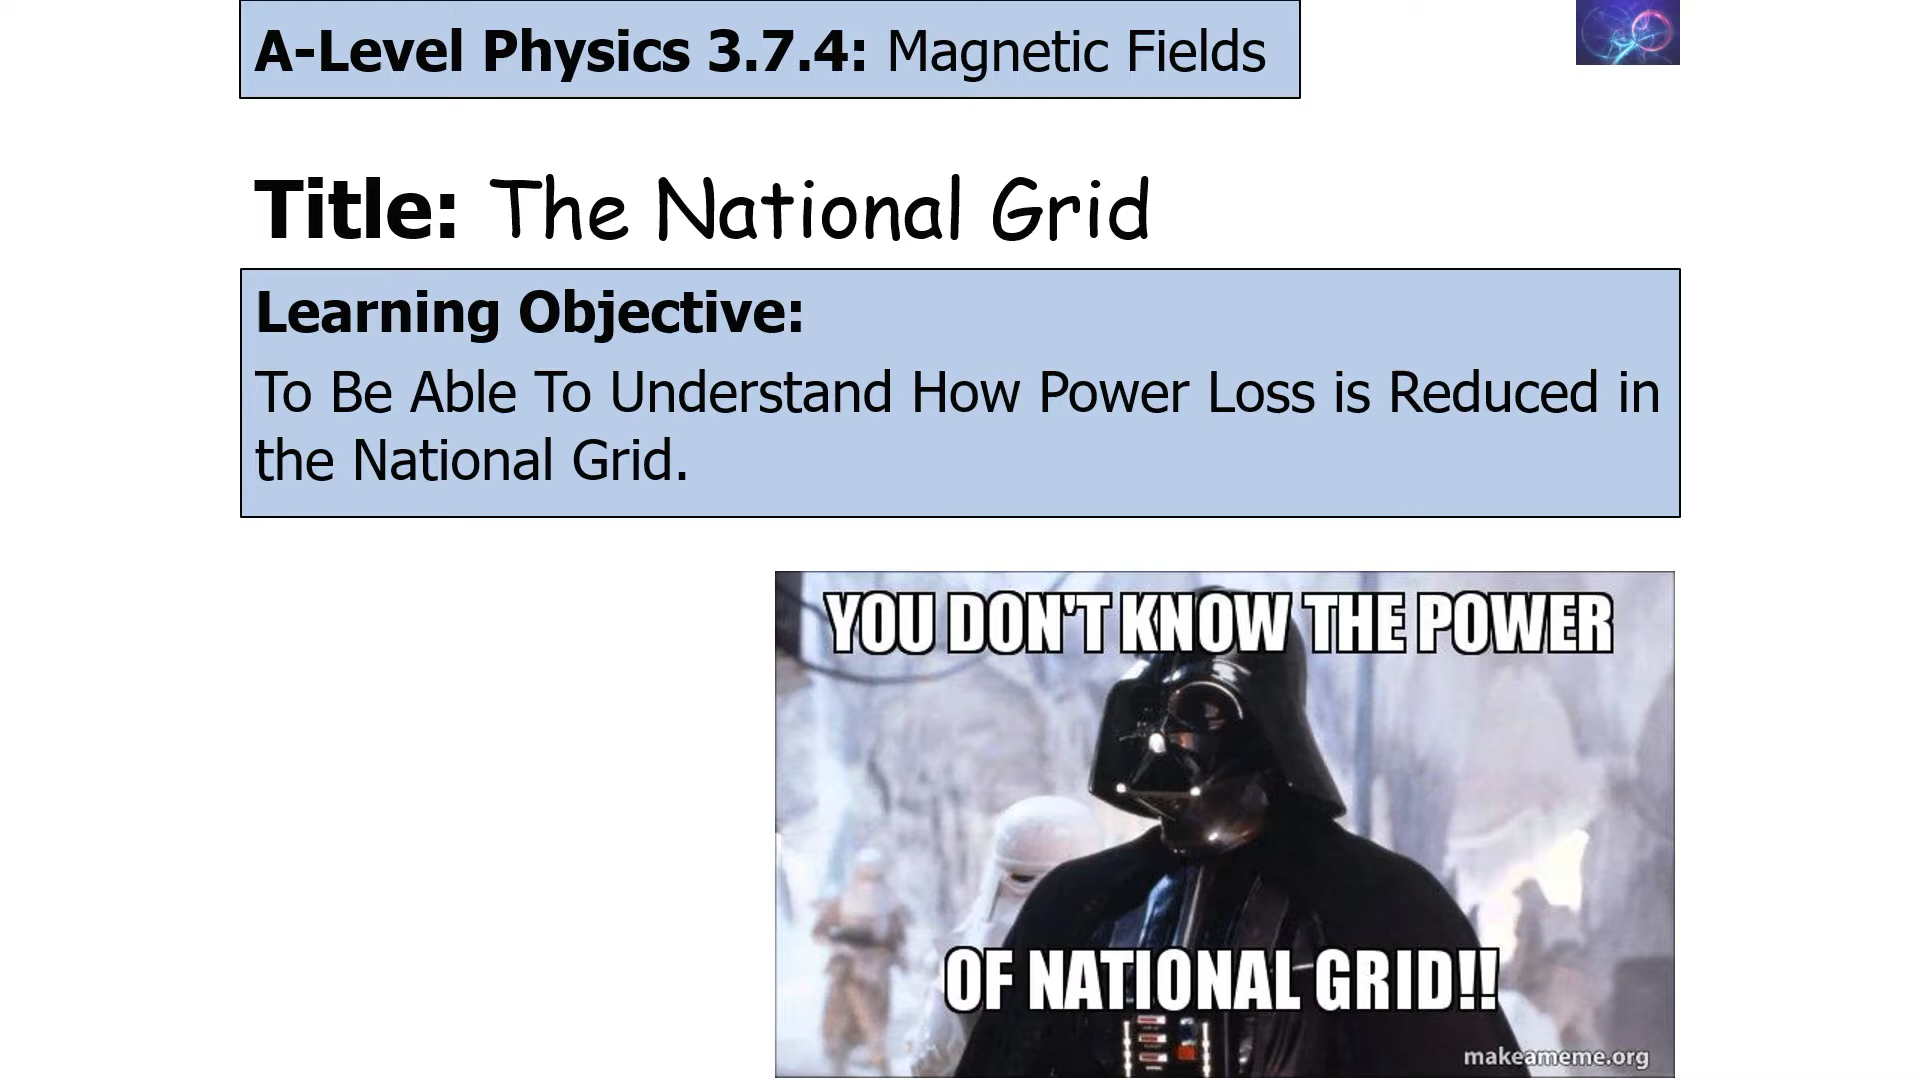 A-Level Physics 3.7.4: Magnetic Fields
Title: The National Grid
Learning Objective:
To Be Able To Understand How Power Loss is Reduced in
the National Grid.
YOU DON'T KNOW THE POWER
OF NATIONAL GRID!!
makeameme.org